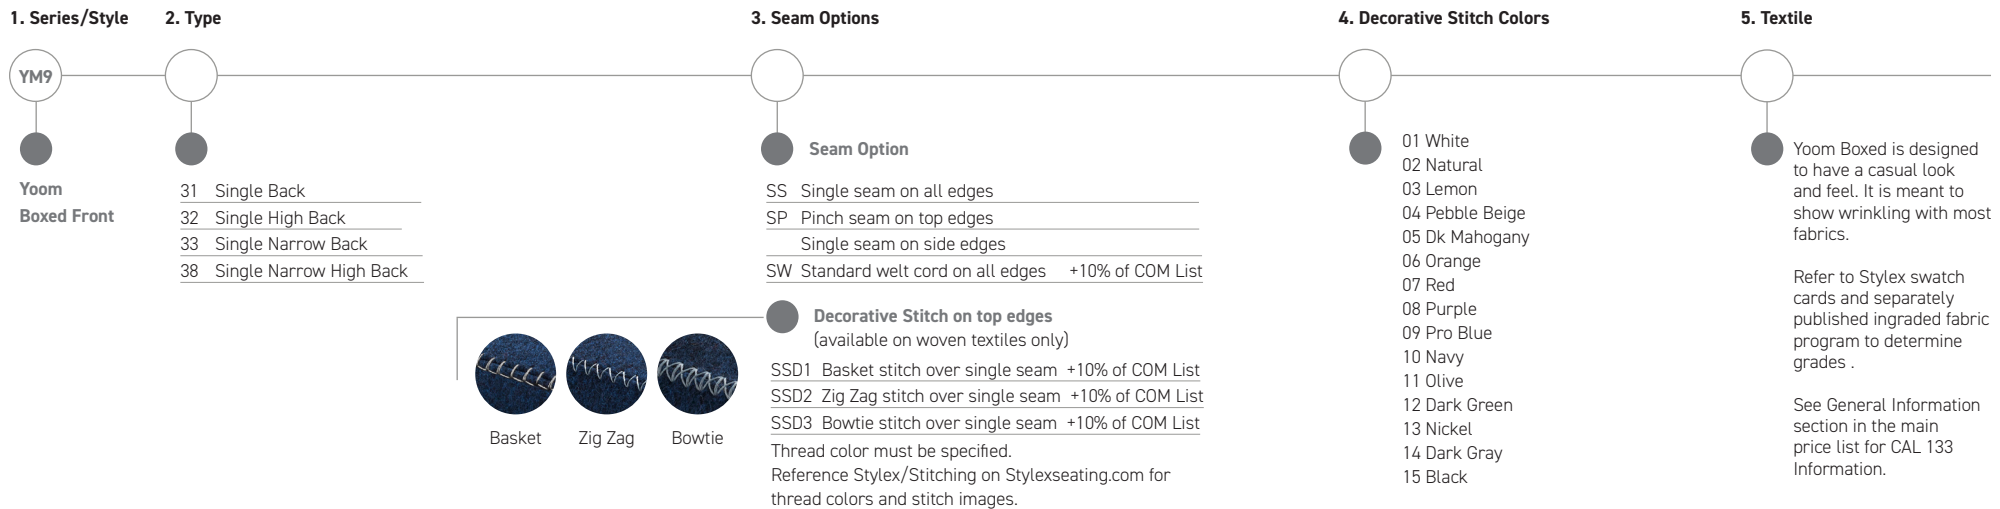 1. Series/Style
2. Type
3. Seam Options
4. Decorative Stitch Colors
5. Textile
YM9
Yoom
Boxed Front
31 Single Back
32 Single High Back
33 Single Narrow Back
38 Single Narrow High Back
Seam Option
SS Single seam on all edges
SP Pinch seam on top edges
Single seam on side edges
SW Standard welt cord on all edges +10% of COM List
Decorative Stitch on top edges
(available on woven textiles only)
SSD1 Basket stitch over single seam +10% of COM List
SSD2 Zig Zag stitch over single seam +10% of COM List
SSD3 Bowtie stitch over single seam +10% of COM List
Thread color must be specified.
Reference Stylex/Stitching on Stylexseating.com for
thread colors and stitch images.
Basket
Zig Zag
Bowtie
01 White
02 Natural
03 Lemon
04 Pebble Beige
05 Dk Mahogany
06 Orange
07 Red
08 Purple
09 Pro Blue
10 Navy
11 Olive
12 Dark Green
13 Nickel
14 Dark Gray
15 Black
Yoom Boxed is designed
to have a casual look
and feel. It is meant to
show wrinkling with most
fabrics.
Refer to Stylex swatch
cards and separately
published ingraded fabric
program to determine
grades .
See General Information
section in the main
price list for CAL 133
Information.